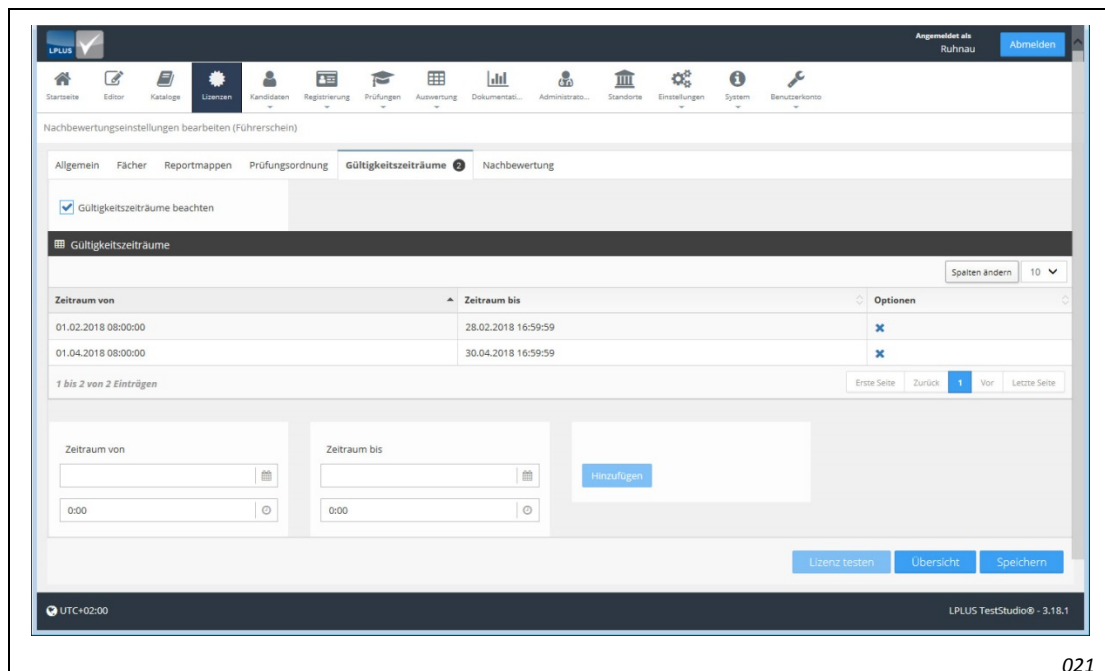 Angemeldet als
LPLUS
Ruhnau
Abmelden
Startseite Editor Kataloge Lizenzen Kandidaten Registrierung Prüfungen Auswertung Dokumentati... Administrato... Standorte Einstellungen System Benutzerkonto
Nachbewertungseinstellungen bearbeiten (Führerschein)
Allgemein Fächer Reportmappen Prüfungsordnung Gültigkeitszeiträume 2 Nachbewertung
Gültigkeitszeiträume beachten
Gültigkeitszeiträume
Spalten ändern 10
Zeitraum von Zeitraum bis Optionen
01.02.2018 08:00:00 28.02.2018 16:59:59
01.04.2018 08:00:00 30.04.2018 16:59:59
1 bis 2 von 2 Einträgen Erste Seite Zurück 1 Vor Letzte Seite
Zeitraum von Zeitraum bis
Hinzufügen
0:00 0:00
Lizenz testen Übersicht Speichern
UTC+02:00 LPLUS TestStudio® - 3.18.1
021